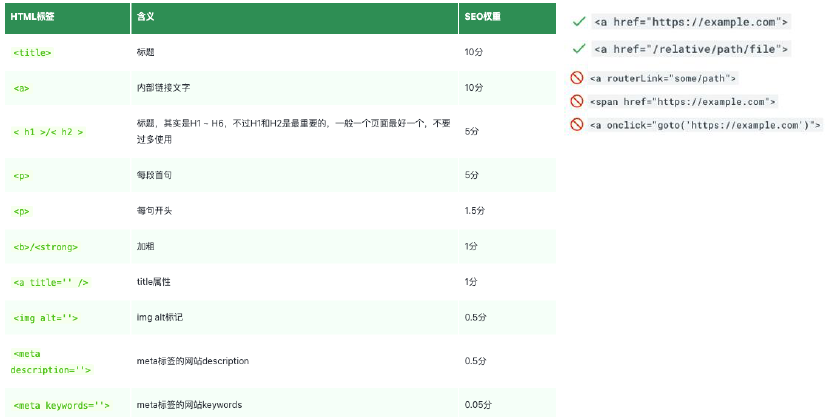 HTML标签 含义 SEO权重
<title> 标题 10分
<a> 内部链接文字 10分
< h1 >/< h2 > 标题，其实是H1 ~ H6，不过H1和H2是最重要的，一般一个页面最好一个，不要 5分
过多使用
<p> 每段首句 5分
<p> 每句开头 1.5分
<b>/<strong> 加粗 1分
<a title='' /> title属性 1分
<img alt=''> img alt标记 0.5分
<meta
description=''> meta标签的网站description 0.5分
<meta keywords=''> meta标签的网站keywords 0.05分
<a href="https://example.com">
<a href="/relative/path/file">
<a routerLink="some/path">
<span href="https://example.com">
<a onclick="goto('https://example.com')">